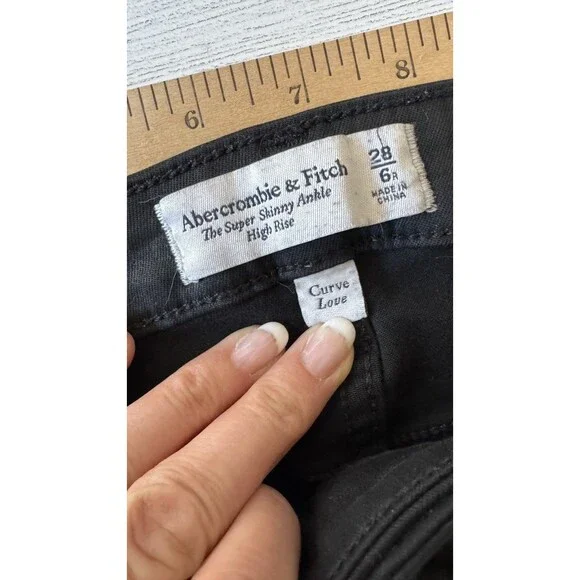 6 7 8
Abercrombie & Fitch
The Super Skinny Ankle
High Rise
28
6R
MADE IN
CHINA
Curve
Love